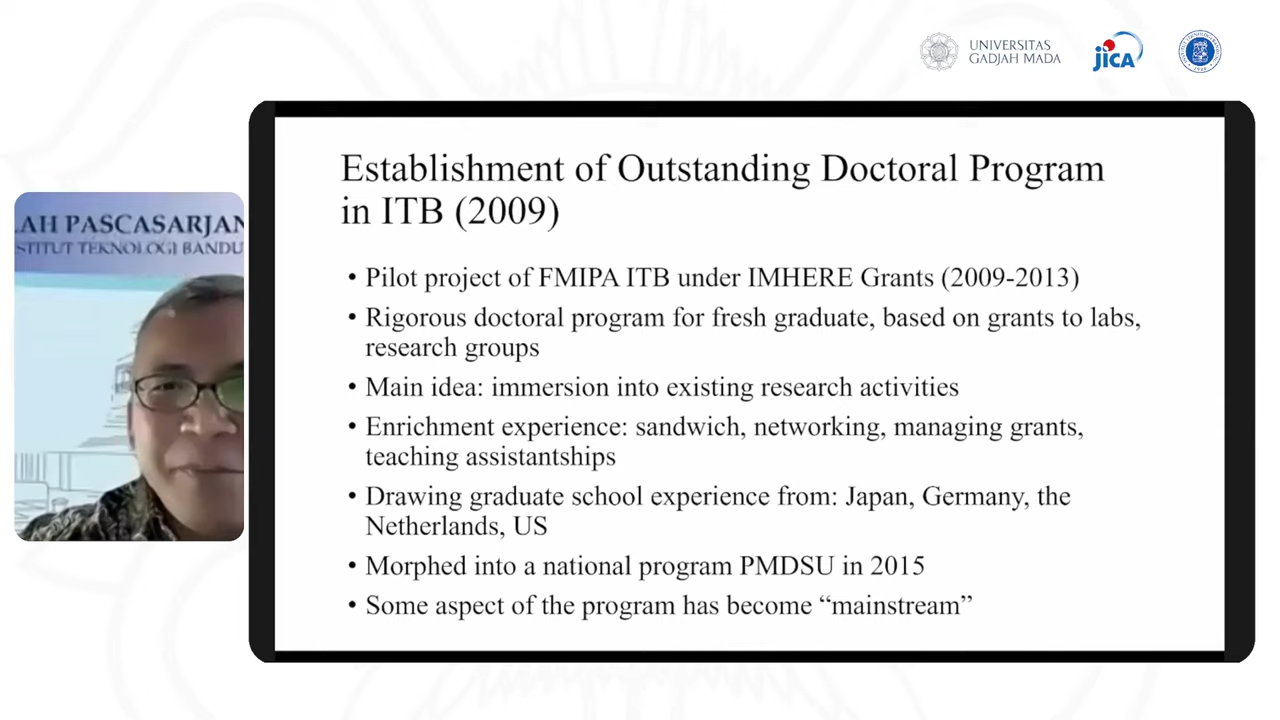 UNIVERSITAS
GADJAH MADA
JICA
LAH PASCASARJAN
STITUT TEKNOLOGI BANDU
Establishment of Outstanding Doctoral Program
in ITB (2009)
• Pilot project of FMIPA ITB under IMHERE Grants (2009-2013)
• Rigorous doctoral program for fresh graduate, based on grants to labs,
research groups
• Main idea: immersion into existing research activities
• Enrichment experience: sandwich, networking, managing grants,
teaching assistantships
• Drawing graduate school experience from: Japan, Germany, the
Netherlands, US
• Morphed into a national program PMDSU in 2015
• Some aspect of the program has become “mainstream”